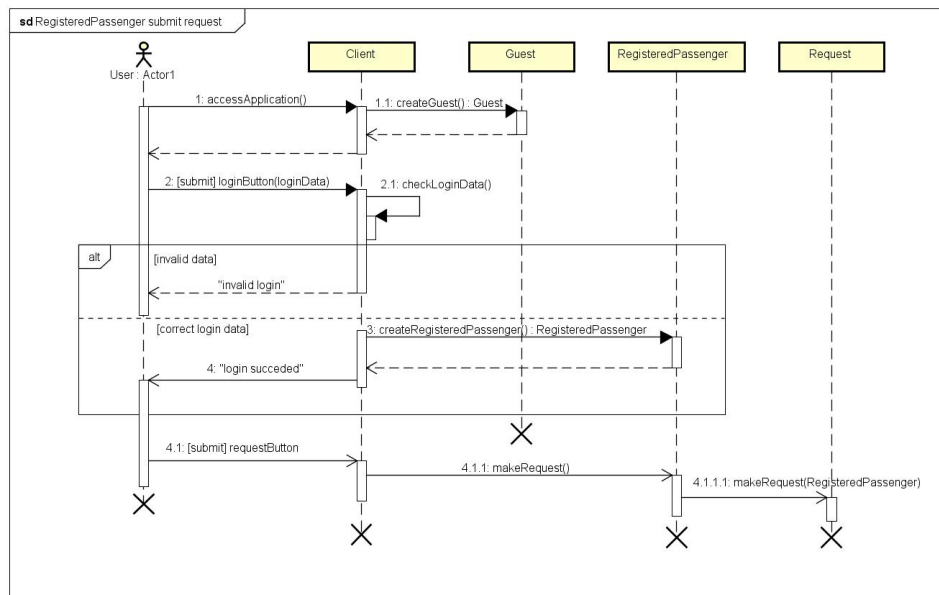 sd RegisteredPassenger submit request
User : Actor1
Client
Guest
RegisteredPassenger
Request
1: accessApplication()
1.1: createGuest() : Guest
2: [submit] loginButton(loginData)
2.1: checkLoginData()
alt
[invalid data]
"invalid login"
[correct login data]
3: createRegisteredPassenger() : RegisteredPassenger
4: "login succeded"
4.1: [submit] requestButton
4.1.1: makeRequest()
4.1.1.1: makeRequest(RegisteredPassenger)